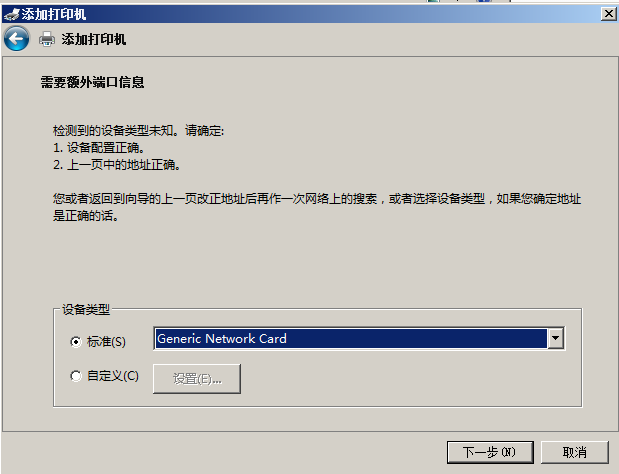 添加打印机
添加打印机
需要额外端口信息
检测到的设备类型未知。请确定:
1. 设备配置正确。
2. 上一页中的地址正确。
您或者返回到向导的上一页改正地址后再作一次网络上的搜索，或者选择设备类型，如果您确定地址
是正确的话。
设备类型
标准(S)
Generic Network Card
自定义(C)
设置(E)...
下一步(N)
取消